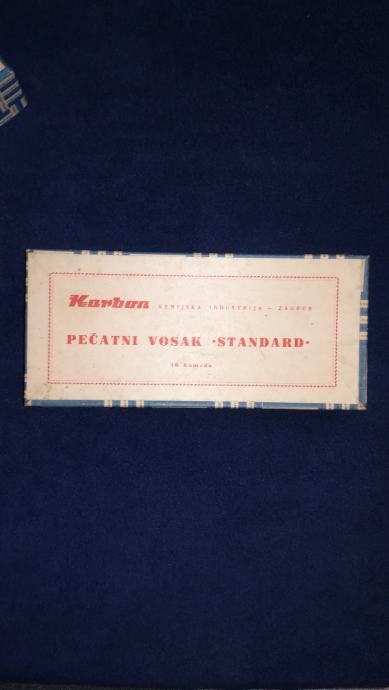 Karbon KEMIJSKA INDUSTRIJA – ZAGREB
PEČATNI VOSAK ·STANDARD·
10 komada